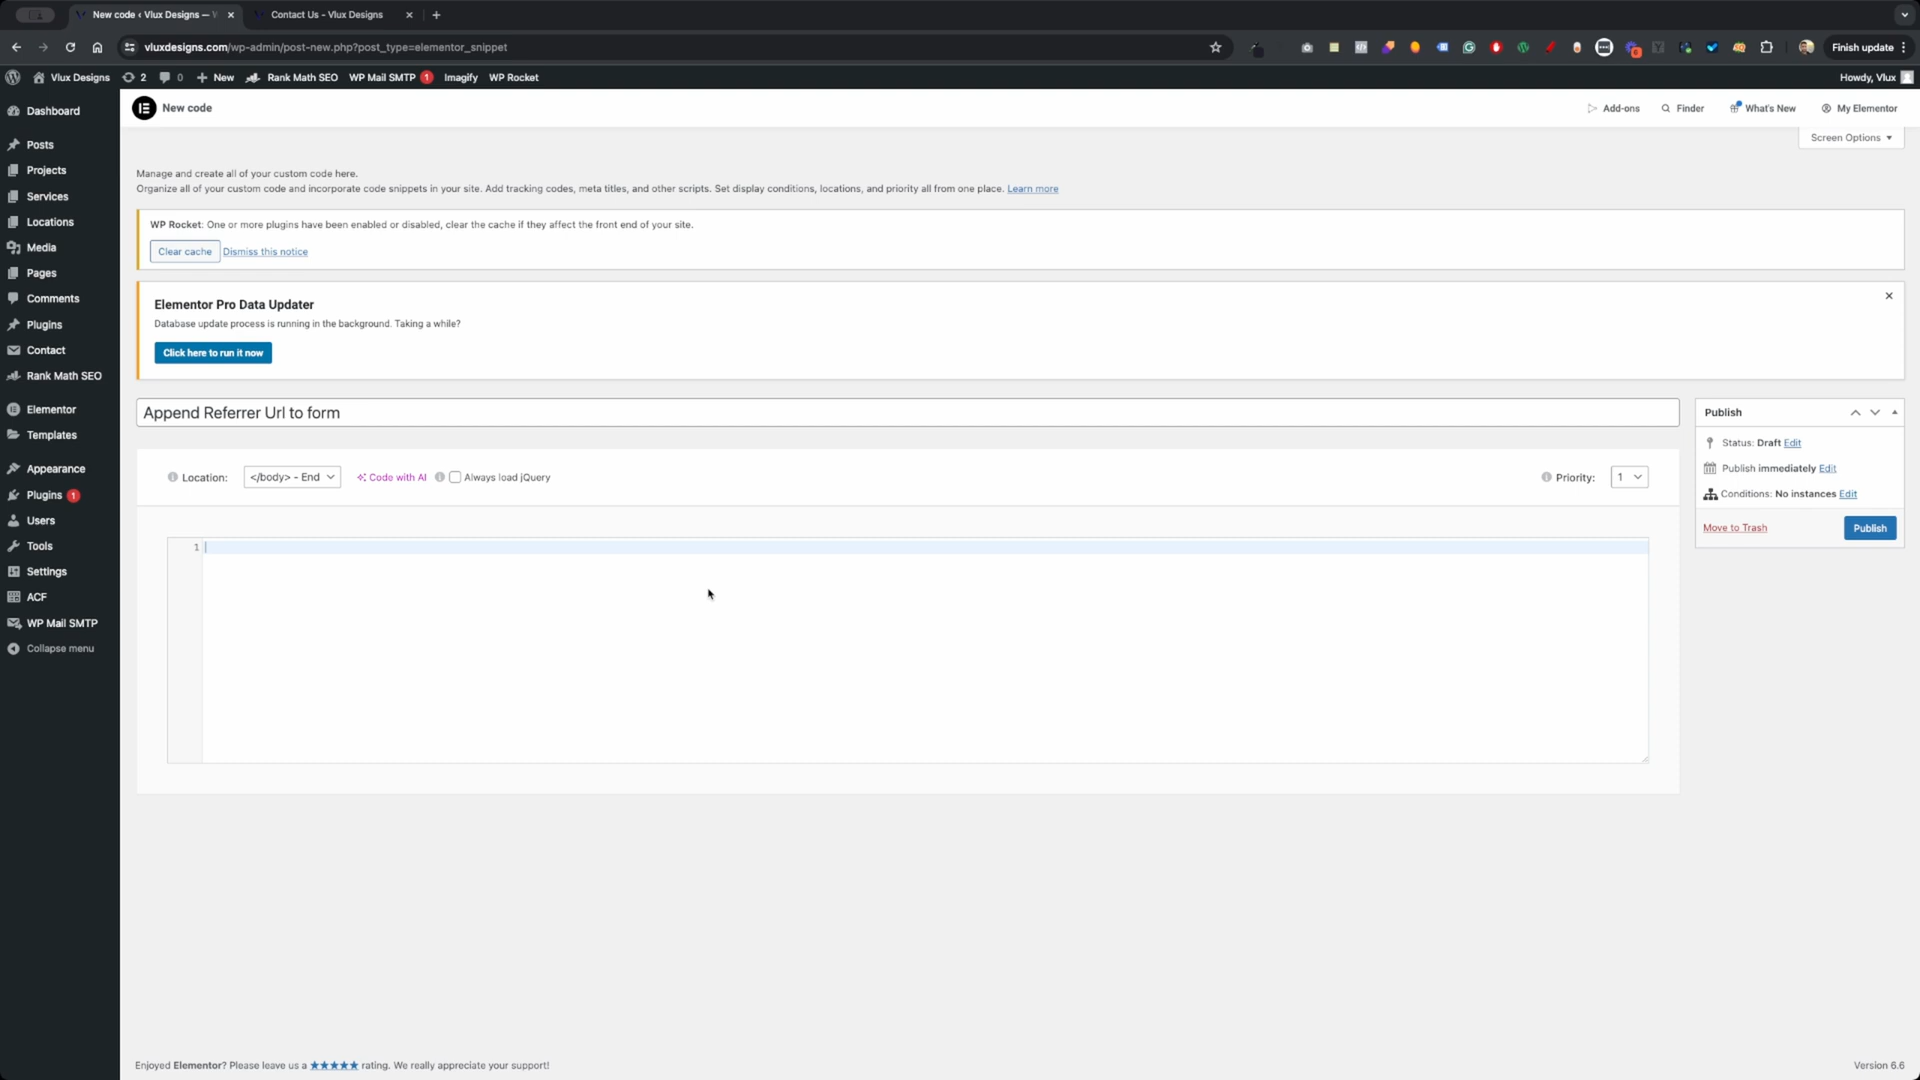 New code ‹ Vlux Designs — W
Contact Us - Vlux Designs
vluxdesigns.com/wp-admin/post-new.php?post_type=elementor_snippet
Finish update
Vlux Designs
2
0
New
Rank Math SEO
WP Mail SMTP 1
Imagify
WP Rocket
Howdy, Vlux
Dashboard
Posts
Projects
Services
Locations
Media
Pages
Comments
Plugins
Contact
Rank Math SEO
Elementor
Templates
Appearance
Plugins 1
Users
Tools
Settings
ACF
WP Mail SMTP
Collapse menu
New code
Add-ons
Finder
What's New
My Elementor
Screen Options
Manage and create all of your custom code here.
Organize all of your custom code and incorporate code snippets in your site. Add tracking codes, meta titles, and other scripts. Set display conditions, locations, and priority all from one place. Learn more
WP Rocket: One or more plugins have been enabled or disabled, clear the cache if they affect the front end of your site.
Clear cache Dismiss this notice
Elementor Pro Data Updater
Database update process is running in the background. Taking a while?
Click here to run it now
Append Referrer Url to form
Location: </body> - End Code with AI Always load jQuery
Priority: 1
1
Publish
Status: Draft Edit
Publish immediately Edit
Conditions: No instances Edit
Move to Trash Publish
Enjoyed Elementor? Please leave us a ★★★★★ rating. We really appreciate your support!
Version 6.6